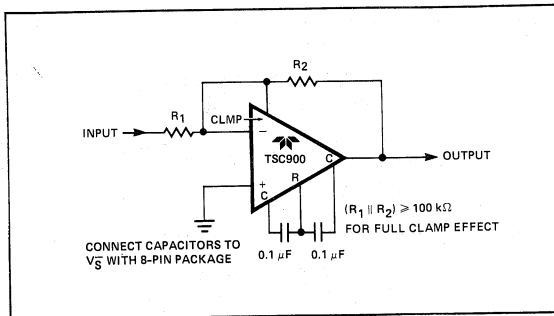 R2
R1
CLMP
INPUT
−
TSC900
C
OUTPUT
R
+
C
(R1 || R2) ⩾ 100 kΩ
FOR FULL CLAMP EFFECT
CONNECT CAPACITORS TO
VS̄ WITH 8-PIN PACKAGE
0.1 μF
0.1 μF